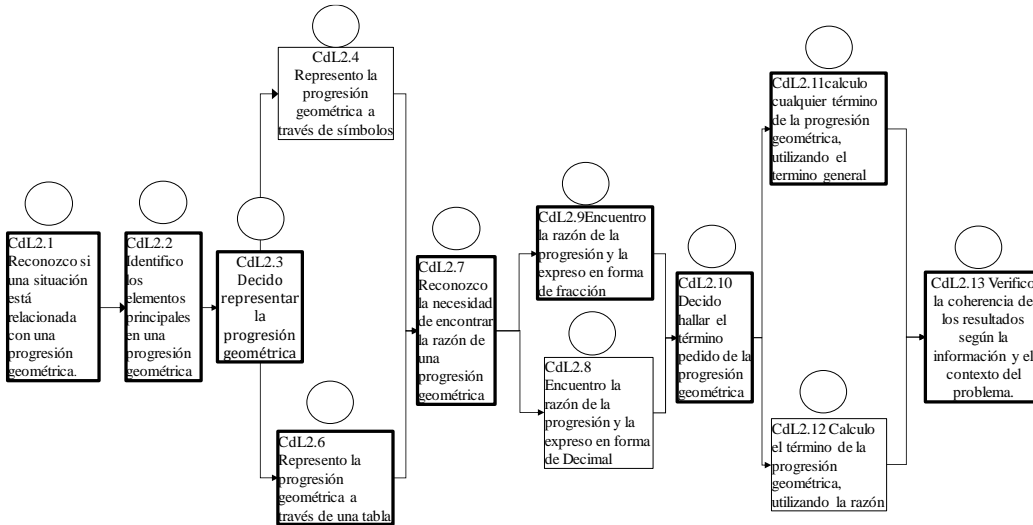 CdL2.1
Reconozco si
una situación
está
relacionada
con una
progresión
geométrica.
CdL2.2
Identifico
los
elementos
principales
en una
progresión
geométrica
CdL2.3
Decido
representar
la
progresión
geométrica
CdL2.4
Represento la
progresión
geométrica a
través de símbolos
CdL2.6
Represento la
progresión
geométrica a
través de una tabla
CdL2.7
Reconozco
la necesidad
de encontrar
la razón de
una
progresión
geométrica
CdL2.9Encuentro
la razón de la
progresión y la
expreso en forma
de fracción
CdL2.8
Encuentro la
razón de la
progresión y la
expreso en forma de
Decimal
CdL2.10
Decido
hallar el
término
pedido de la
progresión
geométrica
CdL2.11calculo
cualquier término
de la progresión
geométrica,
utilizando el
termino general
CdL2.12 Calculo
el término de la
progresión
geométrica,
utilizando la razón
CdL2.13 Verifico
la coherencia de
los resultados
según la
información y el
contexto del
problema.